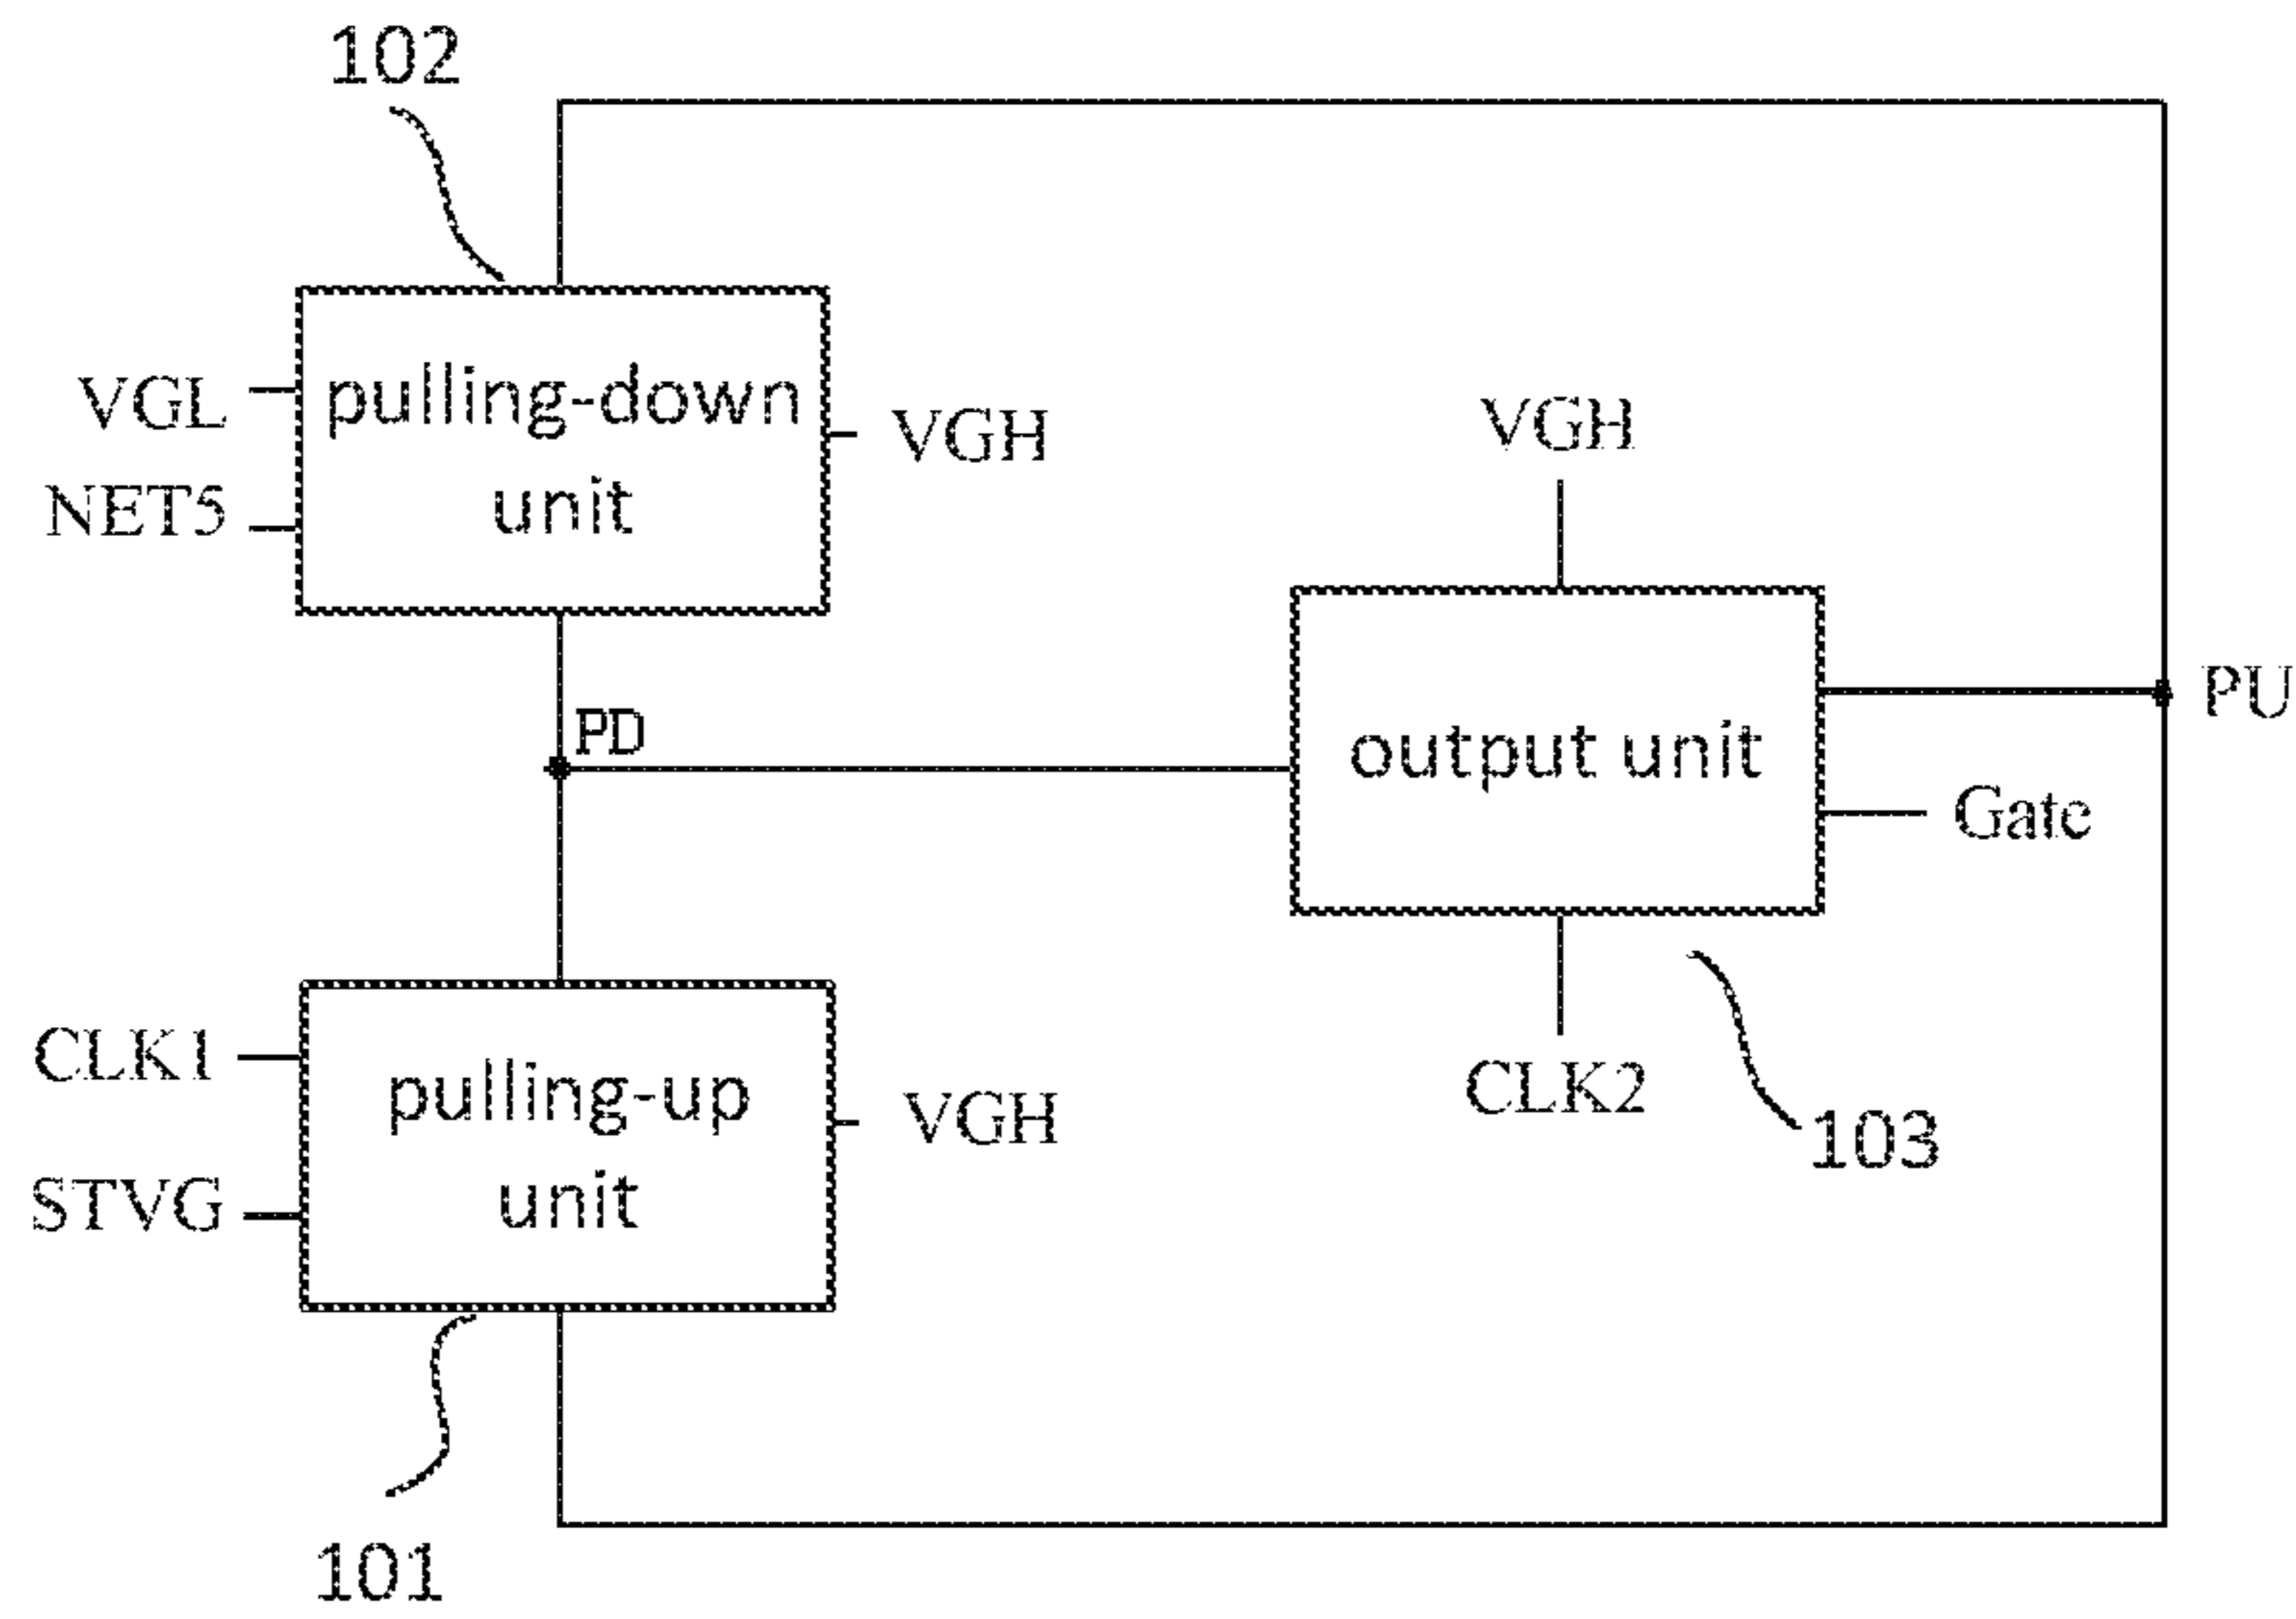 102
VGL
pulling-down
unit
NET5
VGH
VGH
PU
PD
output unit
Gate
CLK1
pulling-up
unit
VGH
CLK2
103
STVG
101